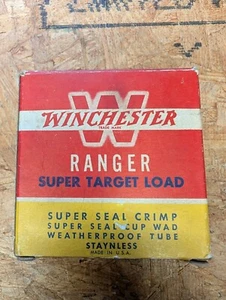 W
WINCHESTER
TRADE MARK
RANGER
SUPER TARGET LOAD
SUPER SEAL CRIMP
SUPER SEAL CUP WAD
WEATHERPROOF TUBE
STAYNLESS
MADE IN U.S.A.